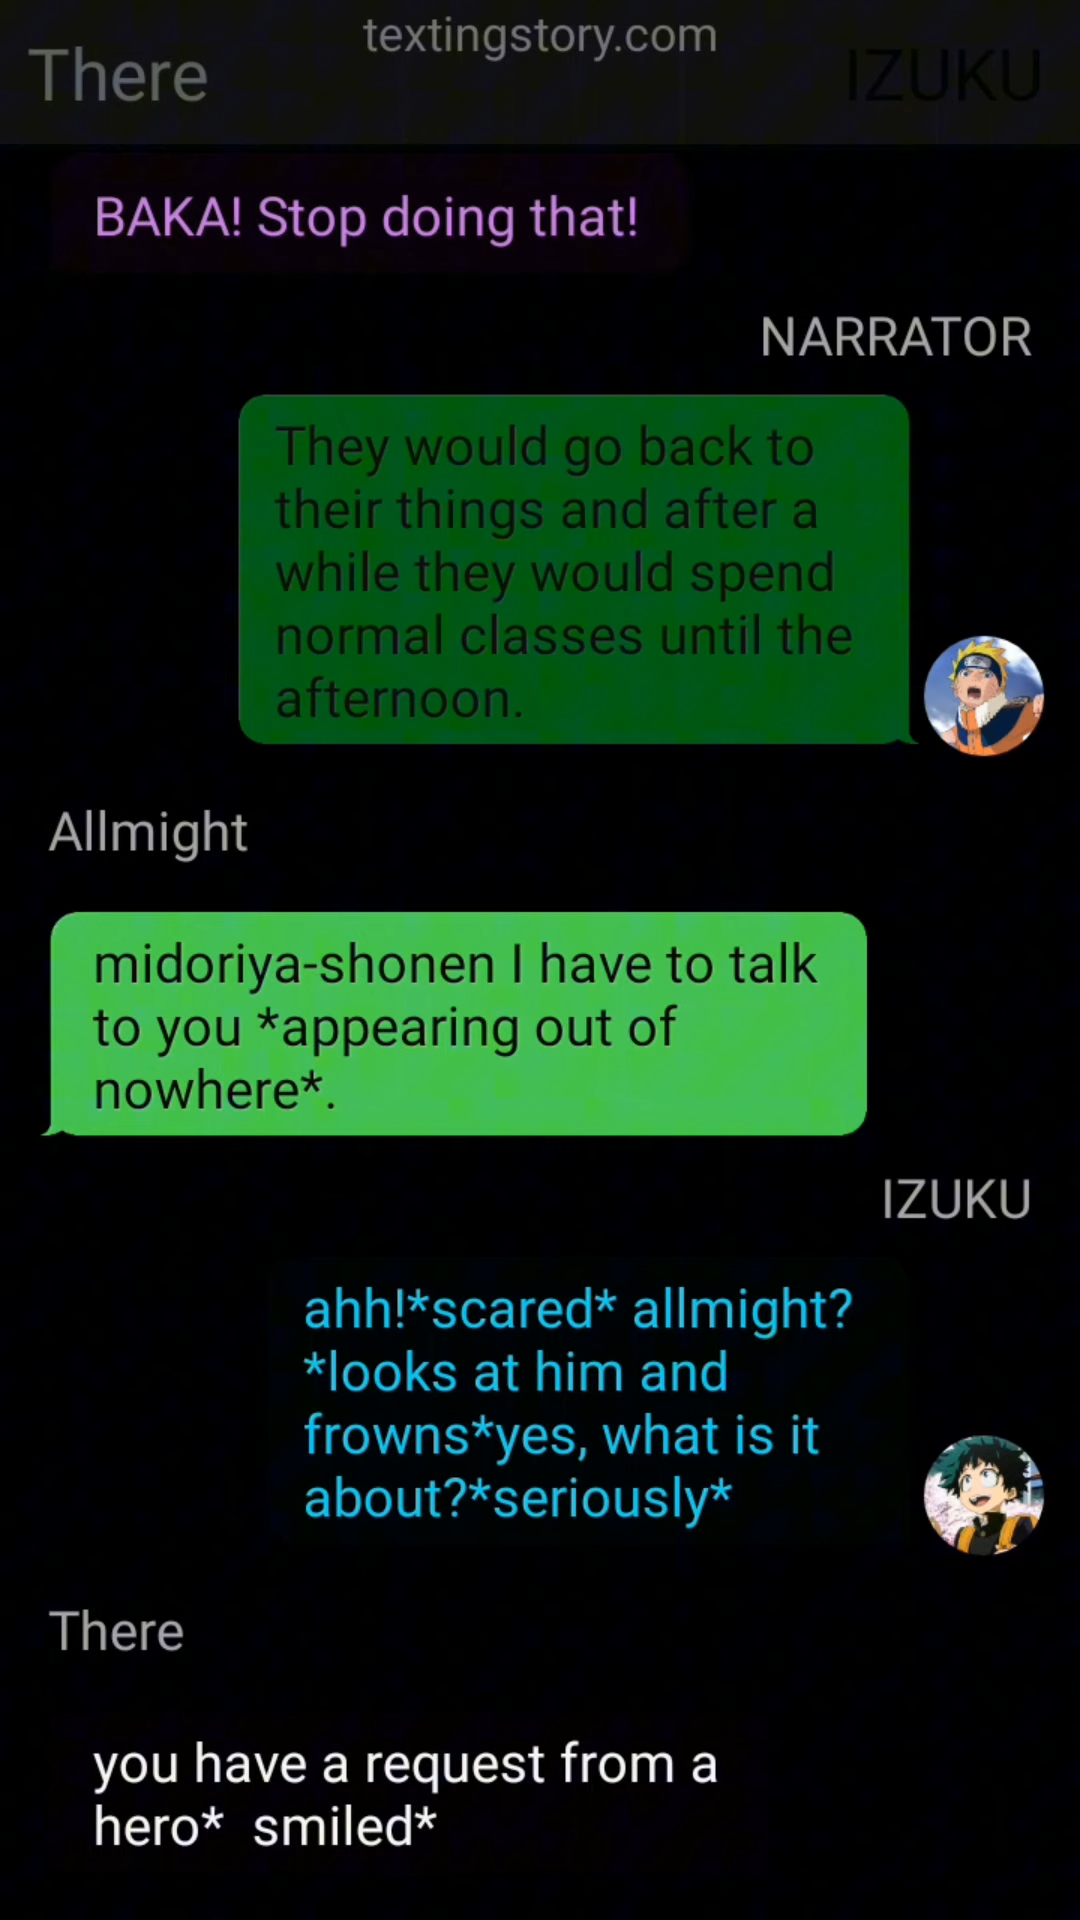 textingstory.com
There
IZUKU
BAKA! Stop doing that!
NARRATOR
They would go back to
their things and after a
while they would spend
normal classes until the
afternoon.
Allmight
midoriya-shonen I have to talk
to you *appearing out of
nowhere*.
IZUKU
ahh!*scared* allmight?
*looks at him and
frowns*yes, what is it
about?*seriously*
There
you have a request from a
hero*  smiled*